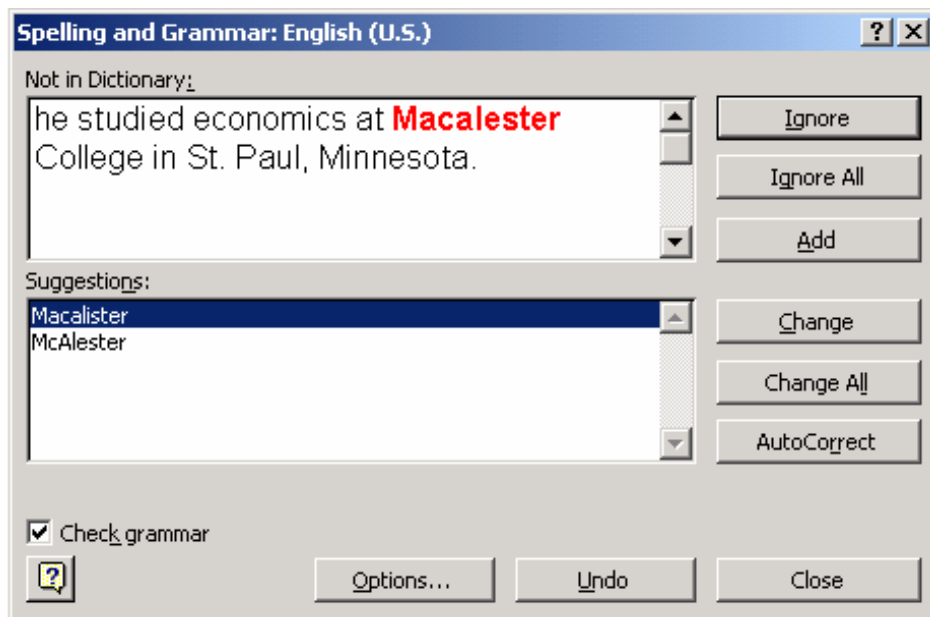 Spelling and Grammar: English (U.S.)
Not in Dictionary:
he studied economics at Macalester
College in St. Paul, Minnesota.
Ignore
Ignore All
Add
Suggestions:
Macalister
McAlester
Change
Change All
AutoCorrect
Check grammar
Options...
Undo
Close